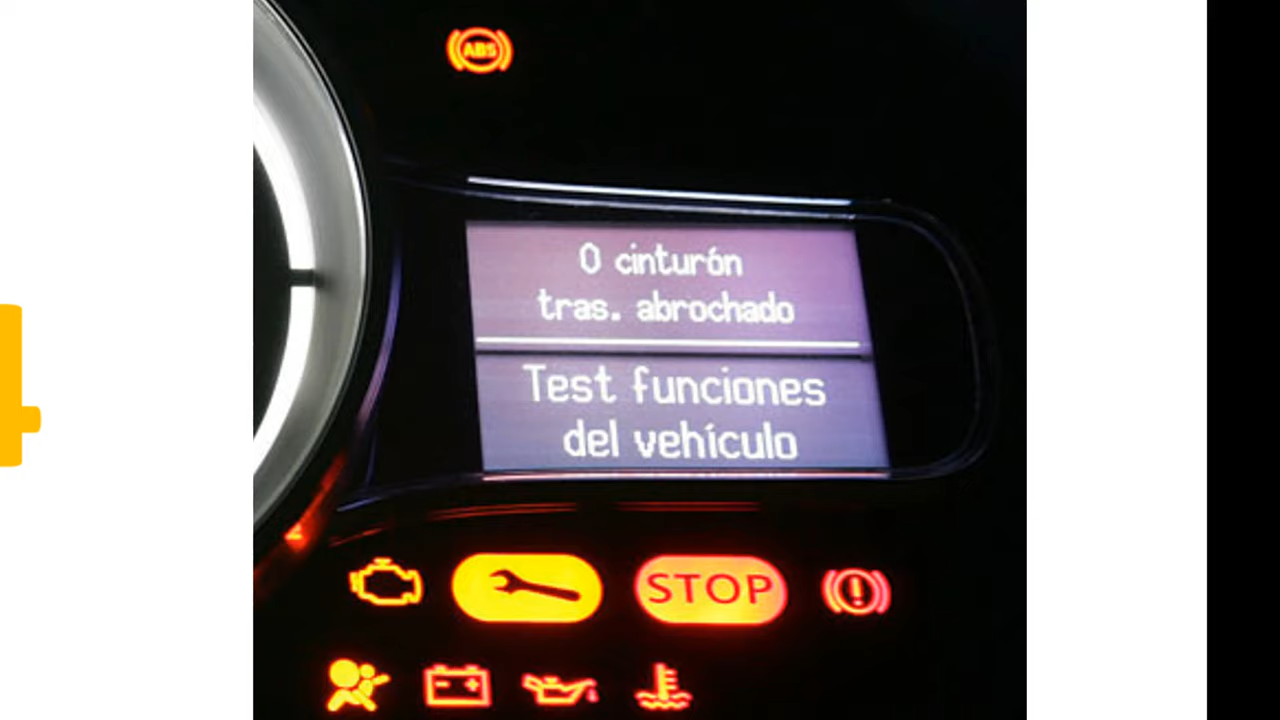 ABS
0 cinturón
tras. abrochado
Test funciones
del vehículo
STOP